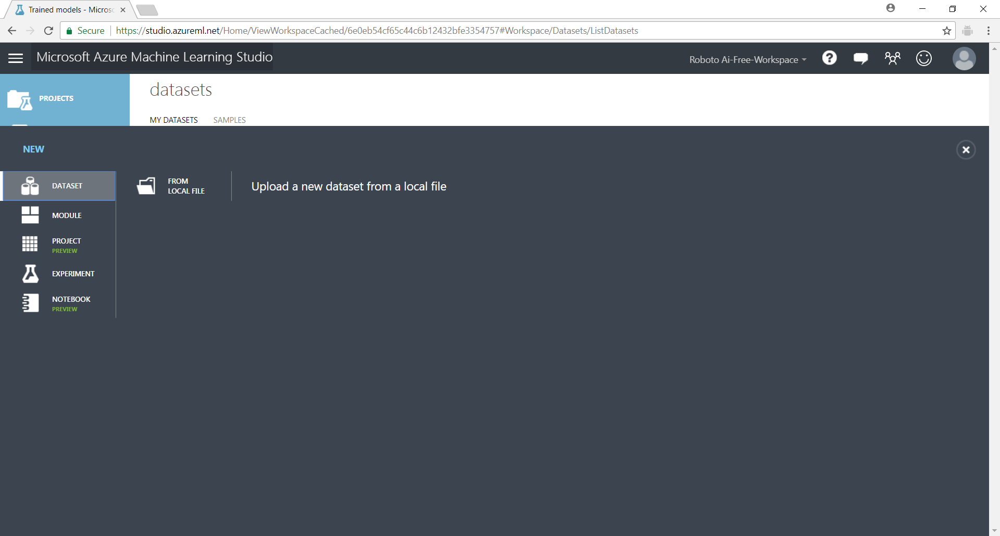 Trained models - Micros
Secure
https://studio.azureml.net/Home/ViewWorkspaceCached/6e0eb54cf65c44c6b12432bfe3354757#Workspace/Datasets/ListDatasets
Microsoft Azure Machine Learning Studio
Roboto Ai-Free-Workspace
PROJECTS
datasets
MY DATASETS
SAMPLES
NEW
DATASET
FROM
LOCAL FILE
Upload a new dataset from a local file
MODULE
PROJECT
PREVIEW
EXPERIMENT
NOTEBOOK
PREVIEW